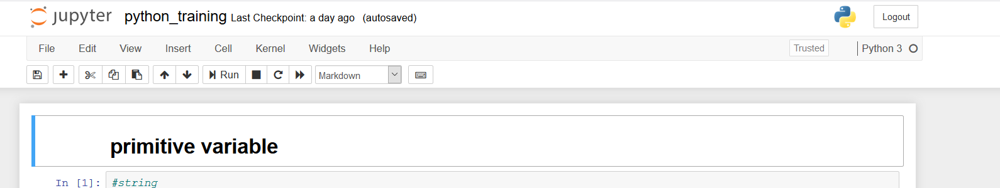 jupyter python_training Last Checkpoint: a day ago (autosaved)
Logout
File Edit View Insert Cell Kernel Widgets Help
Trusted
Python 3
Run
Markdown
primitive variable
In [1]: #string